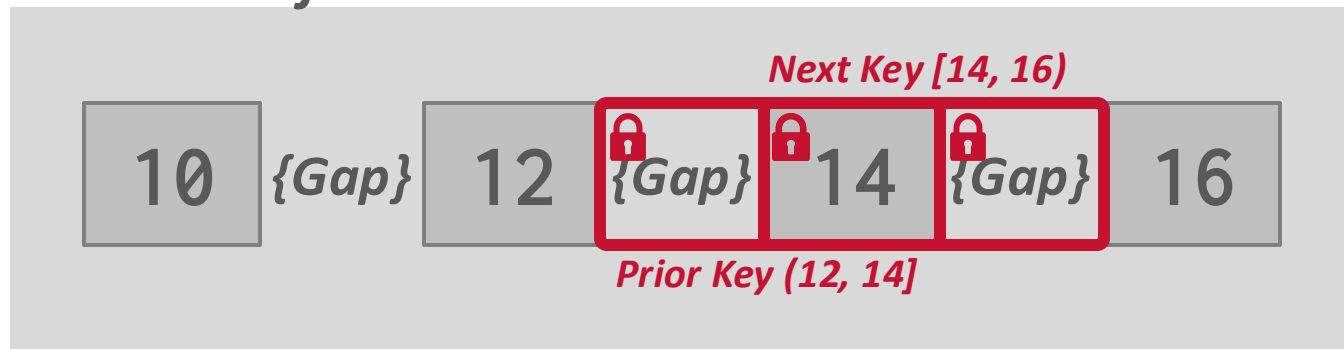 Next Key [14, 16)
10 {Gap} 12 {Gap} 14 {Gap} 16
Prior Key (12, 14]